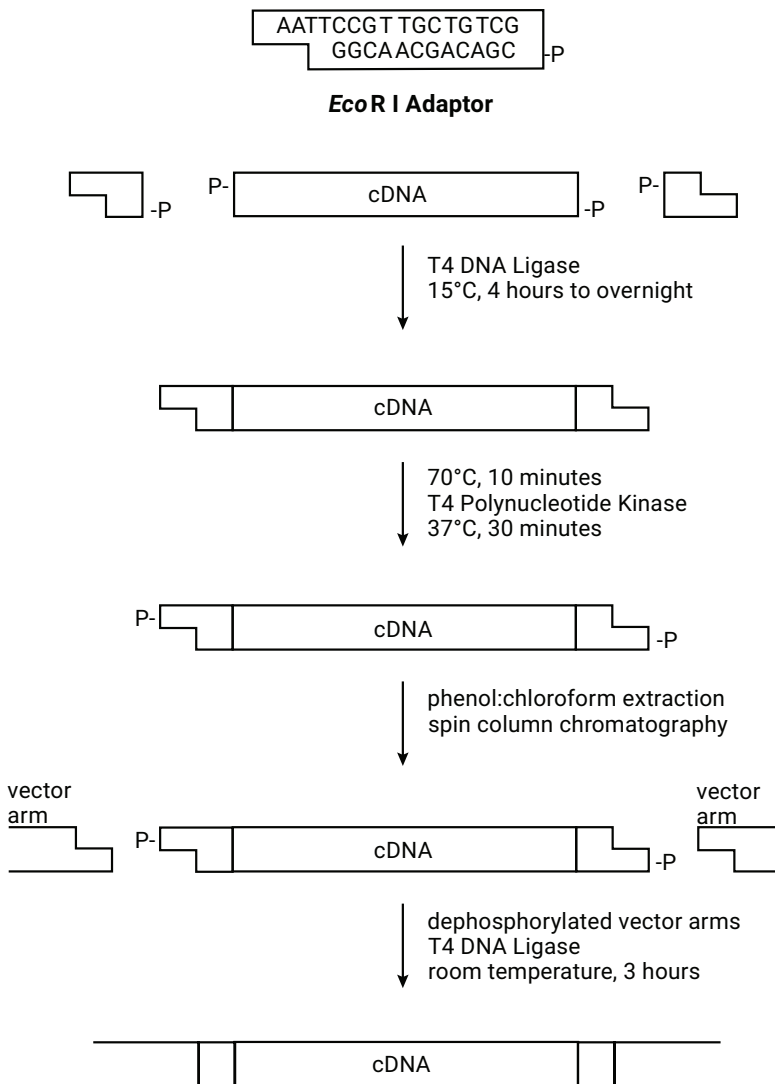 AATTCCGT TGCTGTCG
GGCAACGACAGC -P
EcoR I Adaptor
-P P- cDNA -P P-
T4 DNA Ligase
15°C, 4 hours to overnight
cDNA
70°C, 10 minutes
T4 Polynucleotide Kinase
37°C, 30 minutes
P- cDNA -P
phenol:chloroform extraction
spin column chromatography
vector
arm
vector
arm
P- cDNA -P
dephosphorylated vector arms
T4 DNA Ligase
room temperature, 3 hours
cDNA